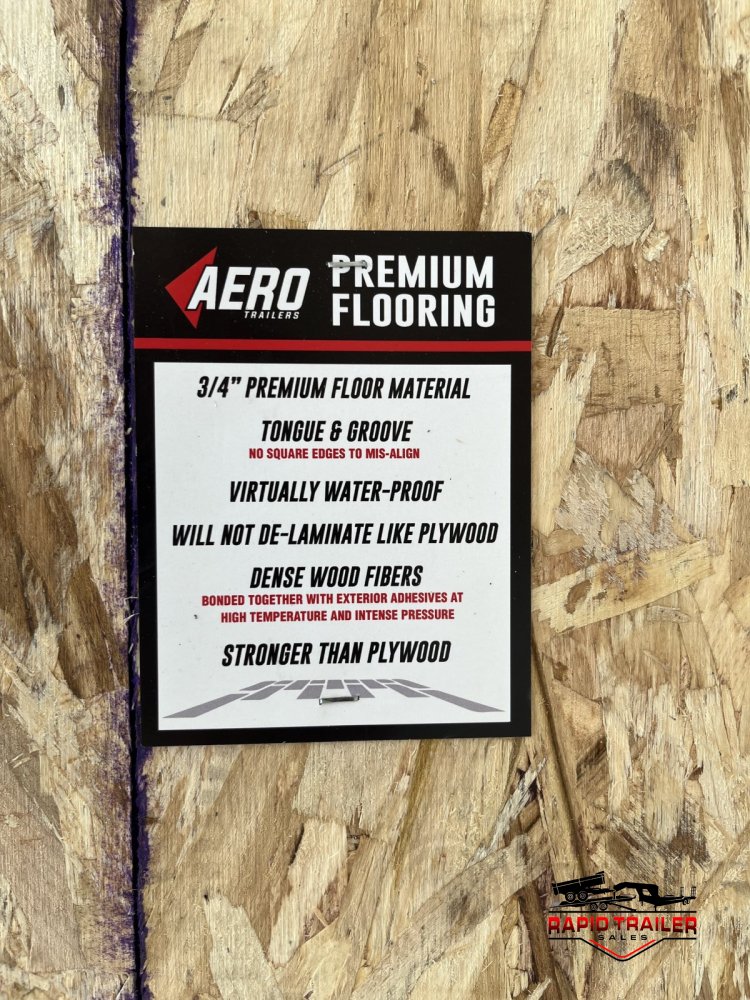 AERO
TRAILERS
PREMIUM
FLOORING
3/4" PREMIUM FLOOR MATERIAL
TONGUE & GROOVE
NO SQUARE EDGES TO MIS-ALIGN
VIRTUALLY WATER-PROOF
WILL NOT DE-LAMINATE LIKE PLYWOOD
DENSE WOOD FIBERS
BONDED TOGETHER WITH EXTERIOR ADHESIVES AT
HIGH TEMPERATURE AND INTENSE PRESSURE
STRONGER THAN PLYWOOD
RAPID TRAILER
SALES